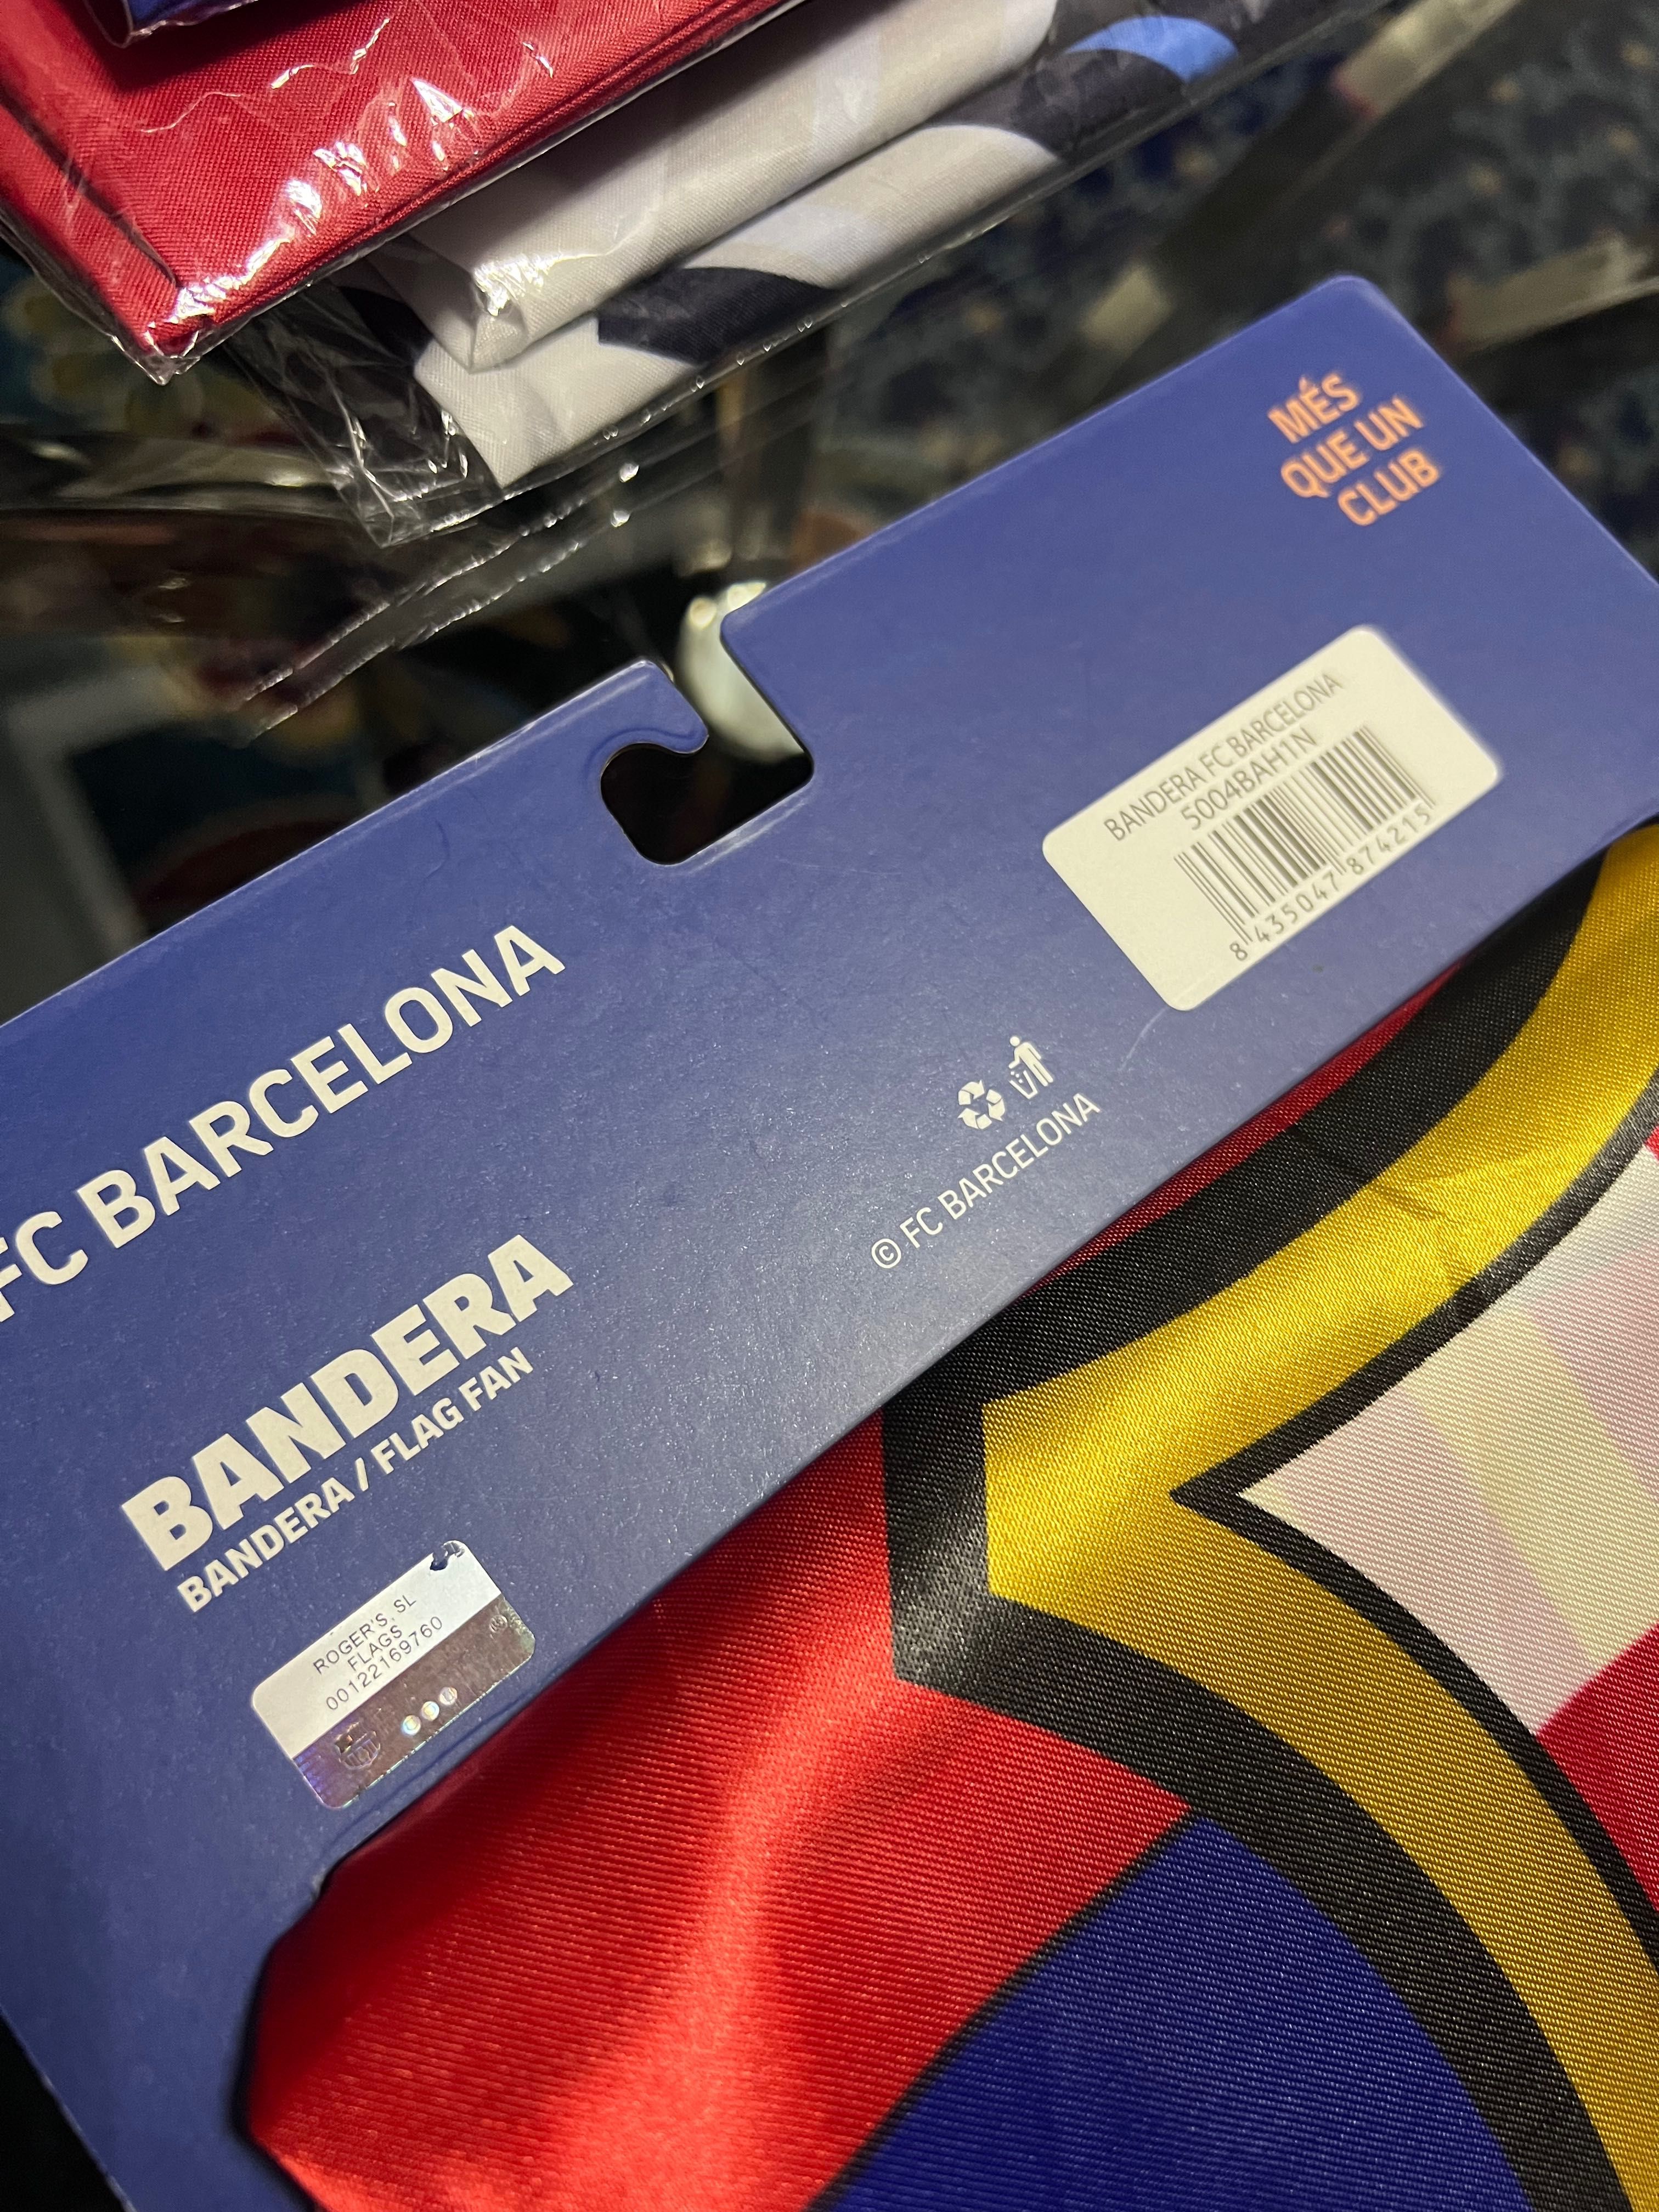 MÉS
QUE UN
CLUB
BANDERA FC BARCELONA
5004BAH1N
8 435047 874215
FC BARCELONA
© FC BARCELONA
BANDERA
BANDERA / FLAG FAN
ROGER'S, SL
FLAGS
00122169760